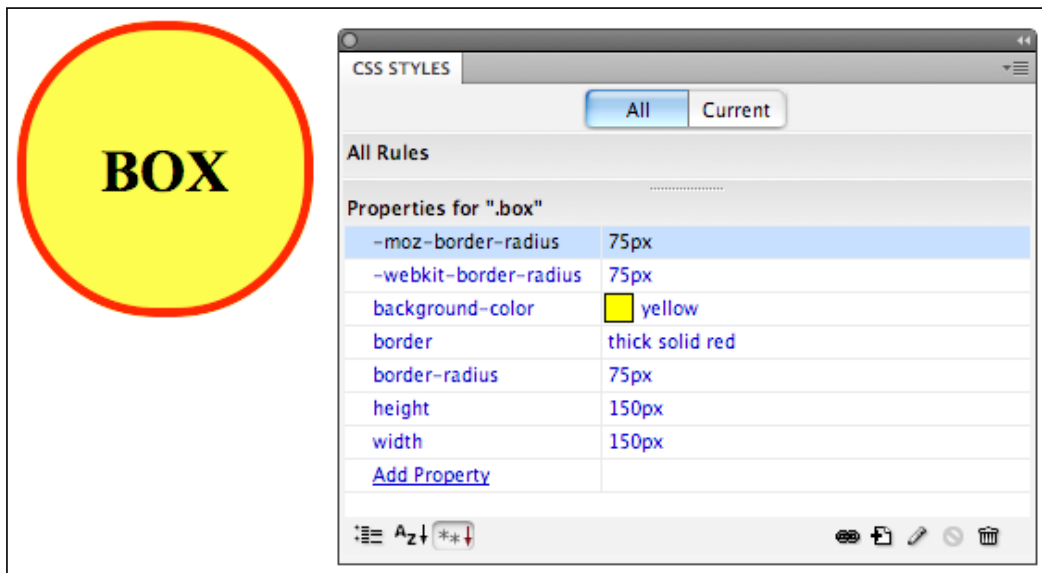 BOX
CSS STYLES
All Current
All Rules
Properties for ".box"
-moz-border-radius 75px
-webkit-border-radius 75px
background-color yellow
border thick solid red
border-radius 75px
height 150px
width 150px
Add Property
AZ **